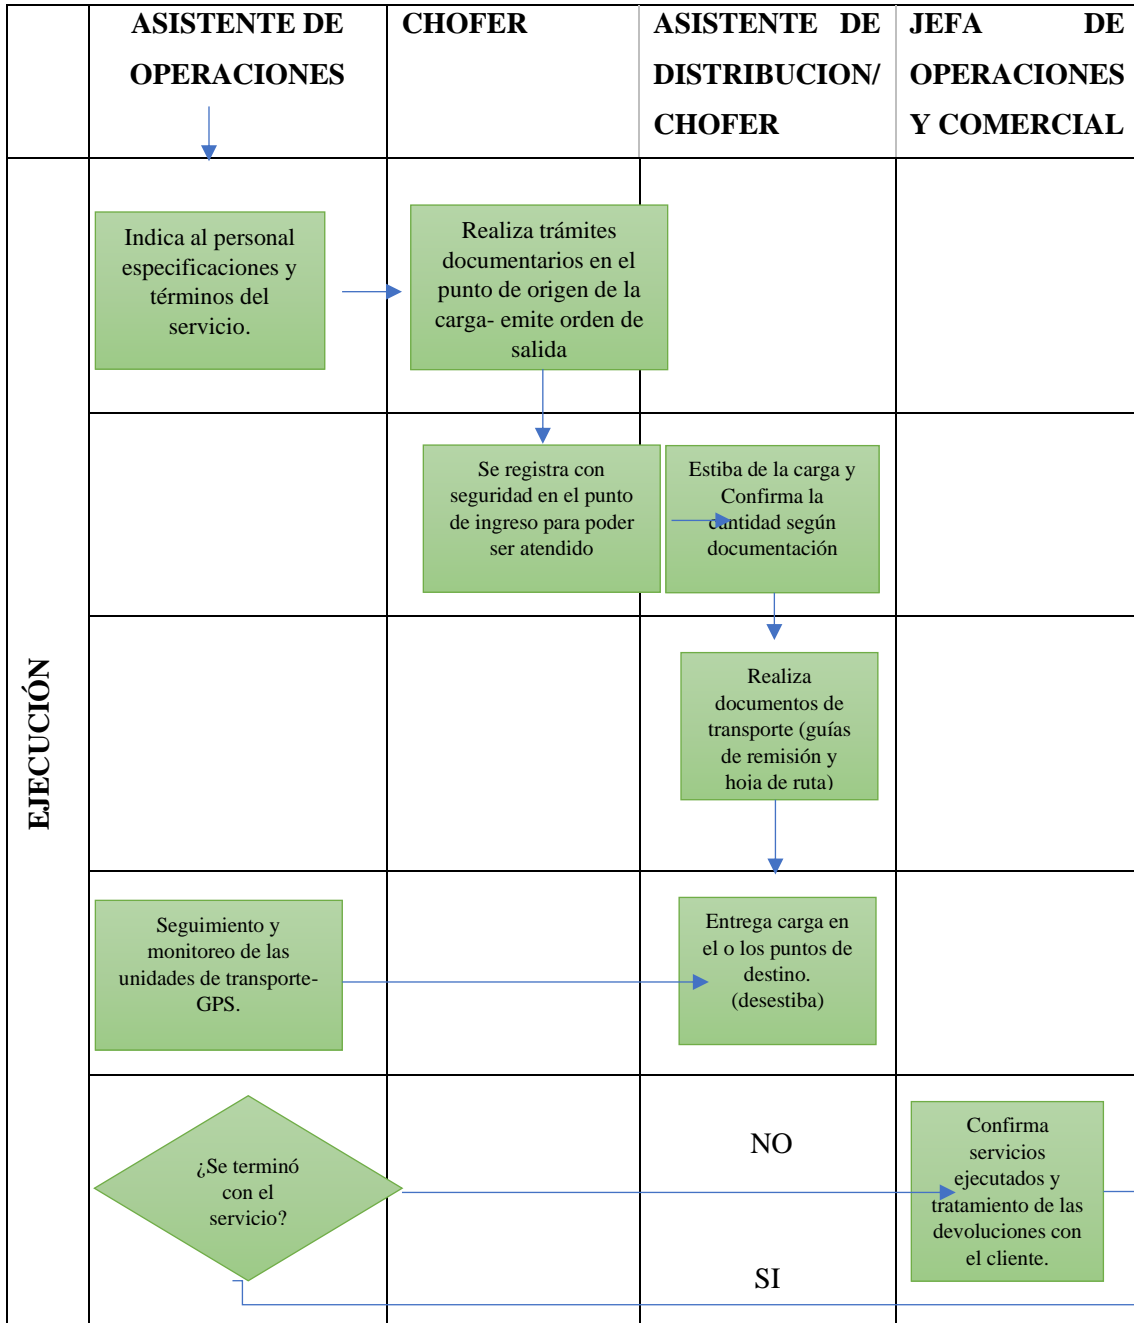 ASISTENTE DE
OPERACIONES
CHOFER
ASISTENTE DE
DISTRIBUCION/
CHOFER
JEFA DE
OPERACIONES
Y COMERCIAL
EJECUCIÓN
Indica al personal
especificaciones y
términos del
servicio.
Realiza trámites
documentarios en el
punto de origen de la
carga- emite orden de
salida
Se registra con
seguridad en el punto
de ingreso para poder
ser atendido
Estiba de la carga y
Confirma la
cantidad según
documentación
Realiza
documentos de
transporte (guías
de remisión y
hoja de ruta)
Seguimiento y
monitoreo de las
unidades de transporte-
GPS.
Entrega carga en
el o los puntos de
destino.
(desestiba)
¿Se terminó
con el
servicio?
NO
SI
Confirma
servicios
ejecutados y
tratamiento de las
devoluciones con
el cliente.